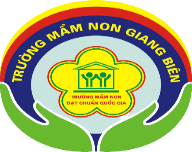 TRƯỜNG MẦM NON GIANG BIÊN
TRƯỜNG MẦM NON
ĐẠT CHUẨN QUỐC GIA